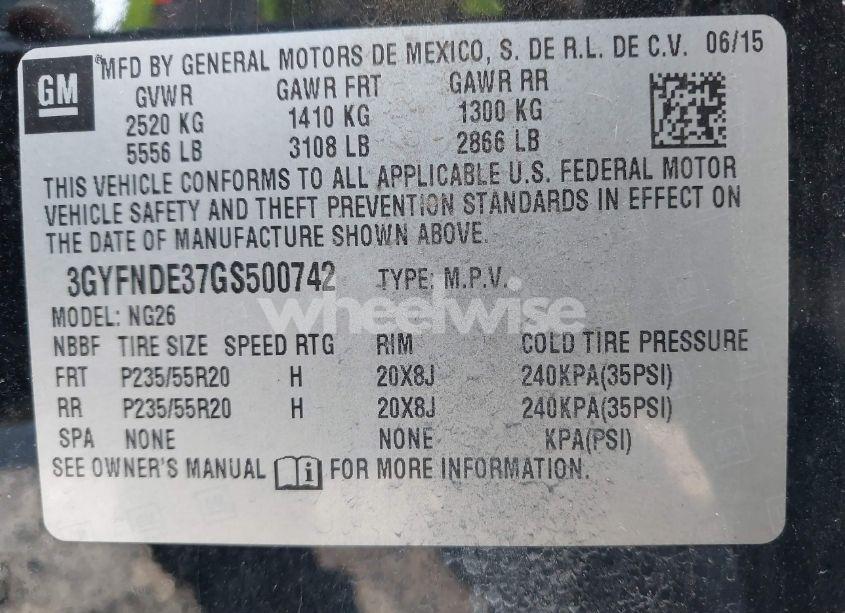 GM
®MFD BY GENERAL MOTORS DE MEXICO, S. DE R.L. DE C.V. 06/15
GVWR GAWR FRT GAWR RR
2520 KG 1410 KG 1300 KG
5556 LB 3108 LB 2866 LB
THIS VEHICLE CONFORMS TO ALL APPLICABLE U.S. FEDERAL MOTOR
VEHICLE SAFETY AND THEFT PREVENTION STANDARDS IN EFFECT ON
THE DATE OF MANUFACTURE SHOWN ABOVE.
3GYFNDE37GS500742 TYPE: M.P.V.
wheelwise
MODEL: NG26
NBBF TIRE SIZE SPEED RTG RIM COLD TIRE PRESSURE
FRT P235/55R20 H 20X8J 240KPA(35PSI)
RR P235/55R20 H 20X8J 240KPA(35PSI)
SPA NONE NONE KPA(PSI)
SEE OWNER'S MANUAL i FOR MORE INFORMATION.